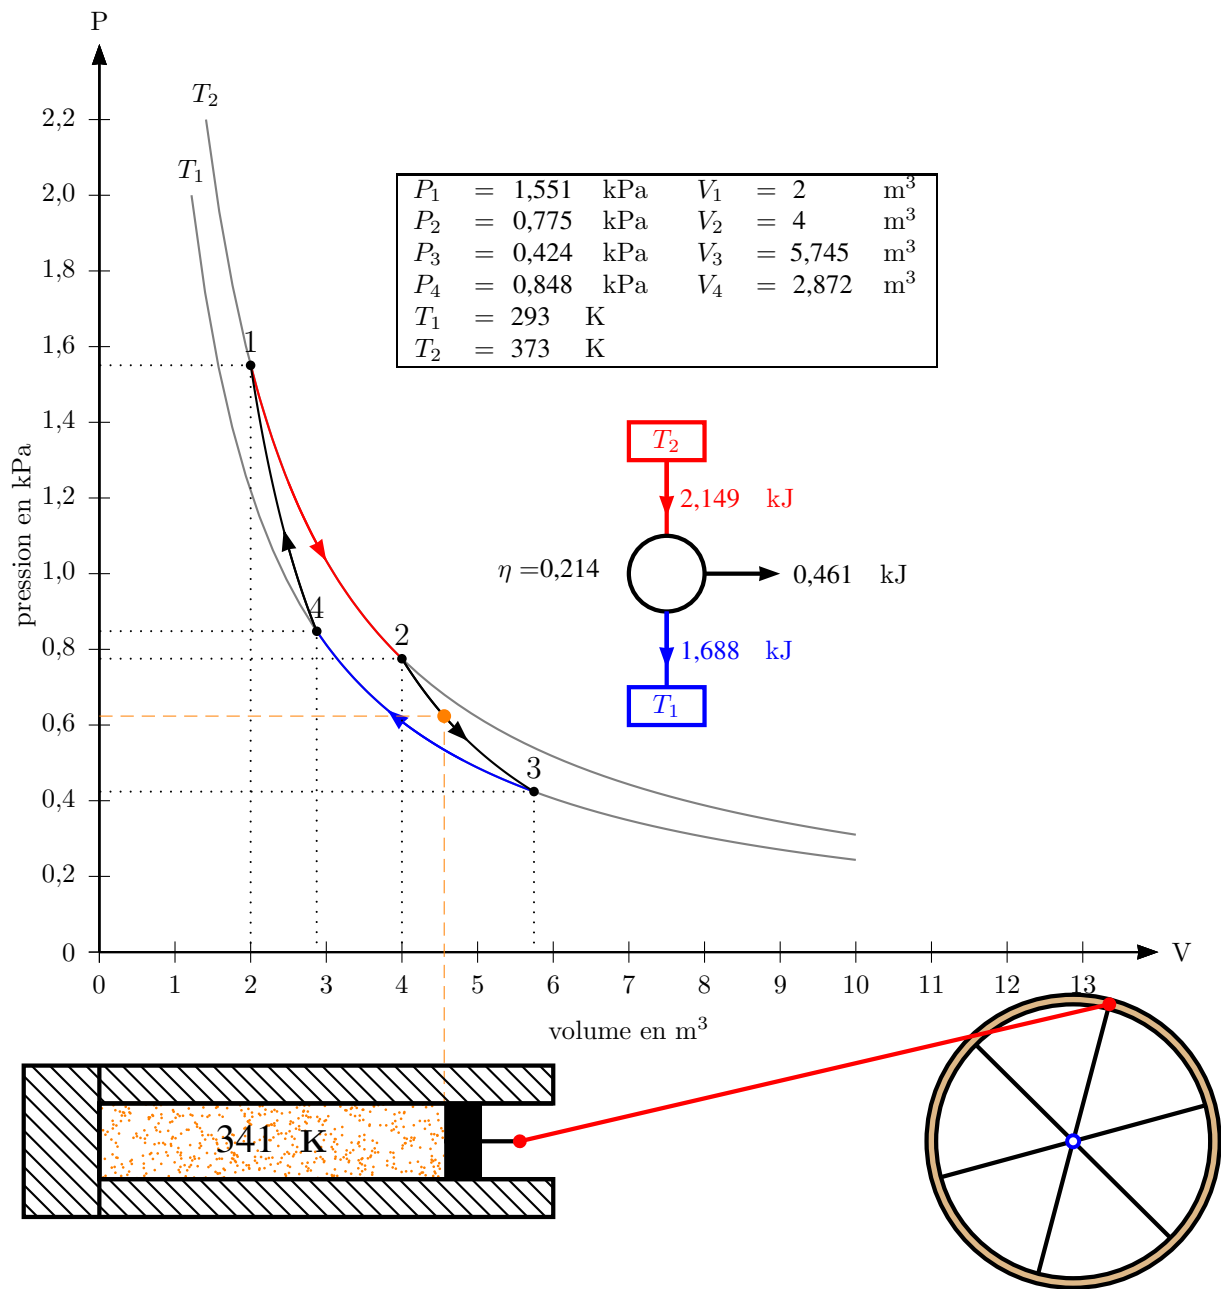 P
T₂
2,2
T₁
2,0
P₁ = 1,551 kPa V₁ = 2 m³
P₂ = 0,775 kPa V₂ = 4 m³
P₃ = 0,424 kPa V₃ = 5,745 m³
P₄ = 0,848 kPa V₄ = 2,872 m³
T₁ = 293 K
T₂ = 373 K
1,8
1,6
1
1,4
T₂
pression en kPa
1,2
2,149 kJ
1,0
η =0,214
0,461 kJ
4
0,8
2
1,688 kJ
T₁
0,6
3
0,4
0,2
0
V
0 1 2 3 4 5 6 7 8 9 10 11 12 13
volume en m³
341 K